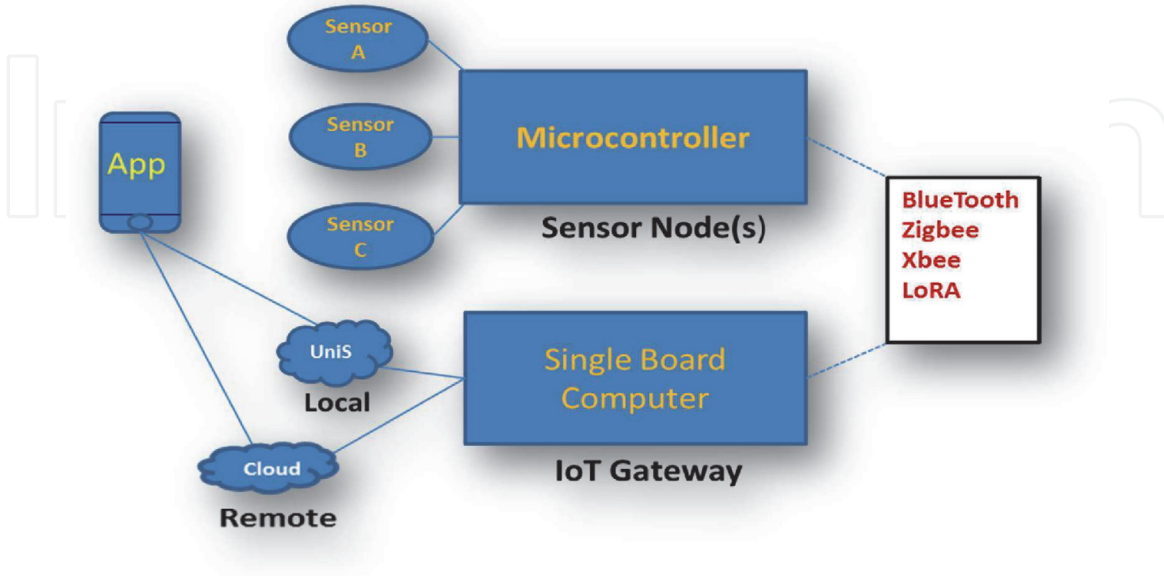 Sensor
A
Sensor
B
Sensor
C
Microcontroller
Sensor Node(s)
App
BlueTooth
Zigbee
Xbee
LoRA
UniS
Local
Single Board
Computer
IoT Gateway
Cloud
Remote